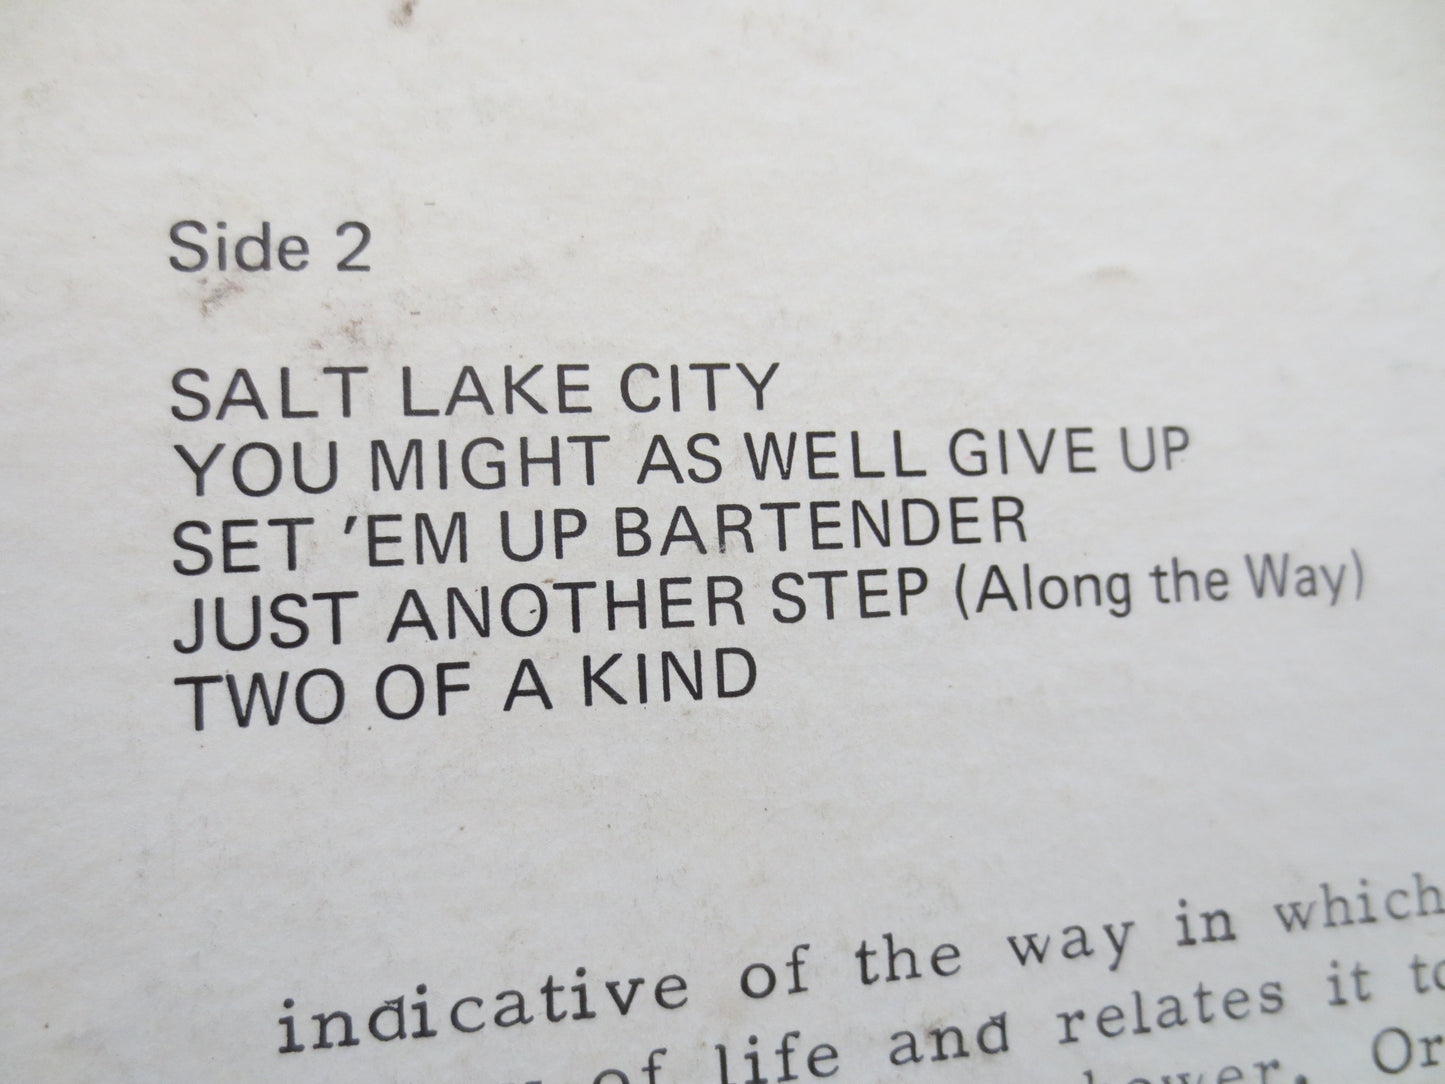 Side 2
SALT LAKE CITY
YOU MIGHT AS WELL GIVE UP
SET 'EM UP BARTENDER
JUST ANOTHER STEP (Along the Way)
TWO OF A KIND
indicative of the way in which
of life and relates it to
Or